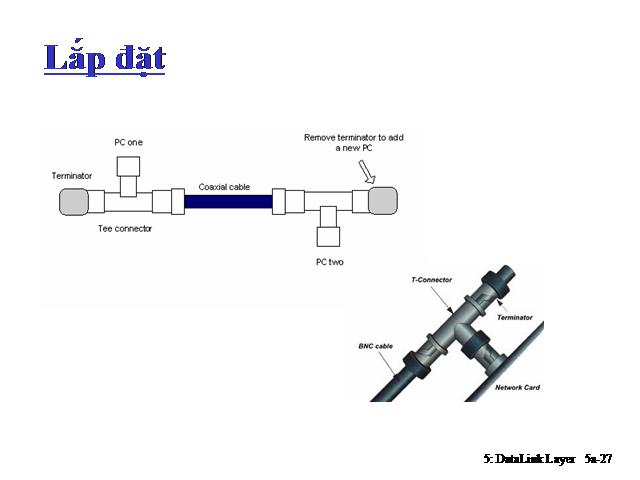 Lắp đặt
PC one
Remove terminator to add
a new PC
Terminator
Coaxial cable
Tee connector
PC two
T-Connector
Terminator
BNC cable
Network Card
5: DataLink Layer 5a-27